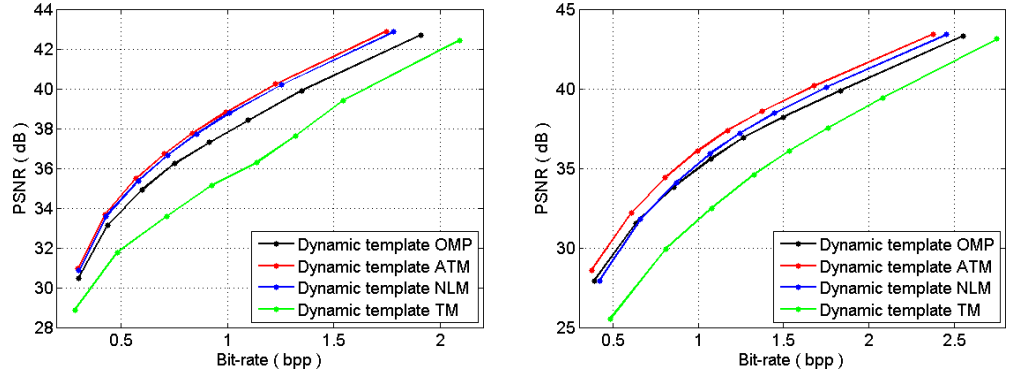 44
42
40
38
36
34
32
30
28
PSNR ( dB )
0.5
1
1.5
2
Bit-rate ( bpp )
Dynamic template OMP
Dynamic template ATM
Dynamic template NLM
Dynamic template TM
45
40
35
30
25
PSNR ( dB )
0.5
1
1.5
2
2.5
Bit-rate ( bpp )
Dynamic template OMP
Dynamic template ATM
Dynamic template NLM
Dynamic template TM